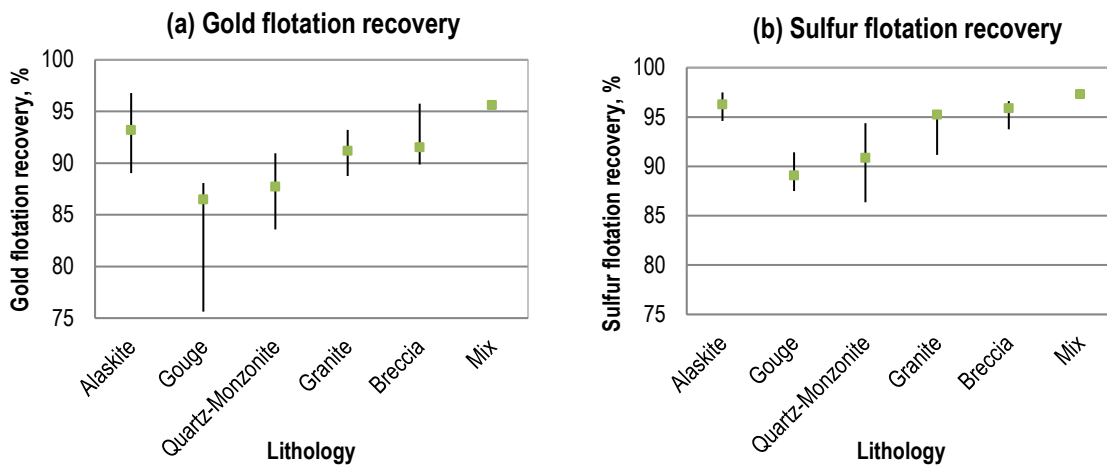 (a) Gold flotation recovery
Gold flotation recovery, %
100
95
90
85
80
75
Alaskite
Gouge
Quartz-Monzonite
Granite
Breccia
Mix
Lithology
(b) Sulfur flotation recovery
Sulfur flotation recovery, %
100
95
90
85
80
75
Alaskite
Gouge
Quartz-Monzonite
Granite
Breccia
Mix
Lithology